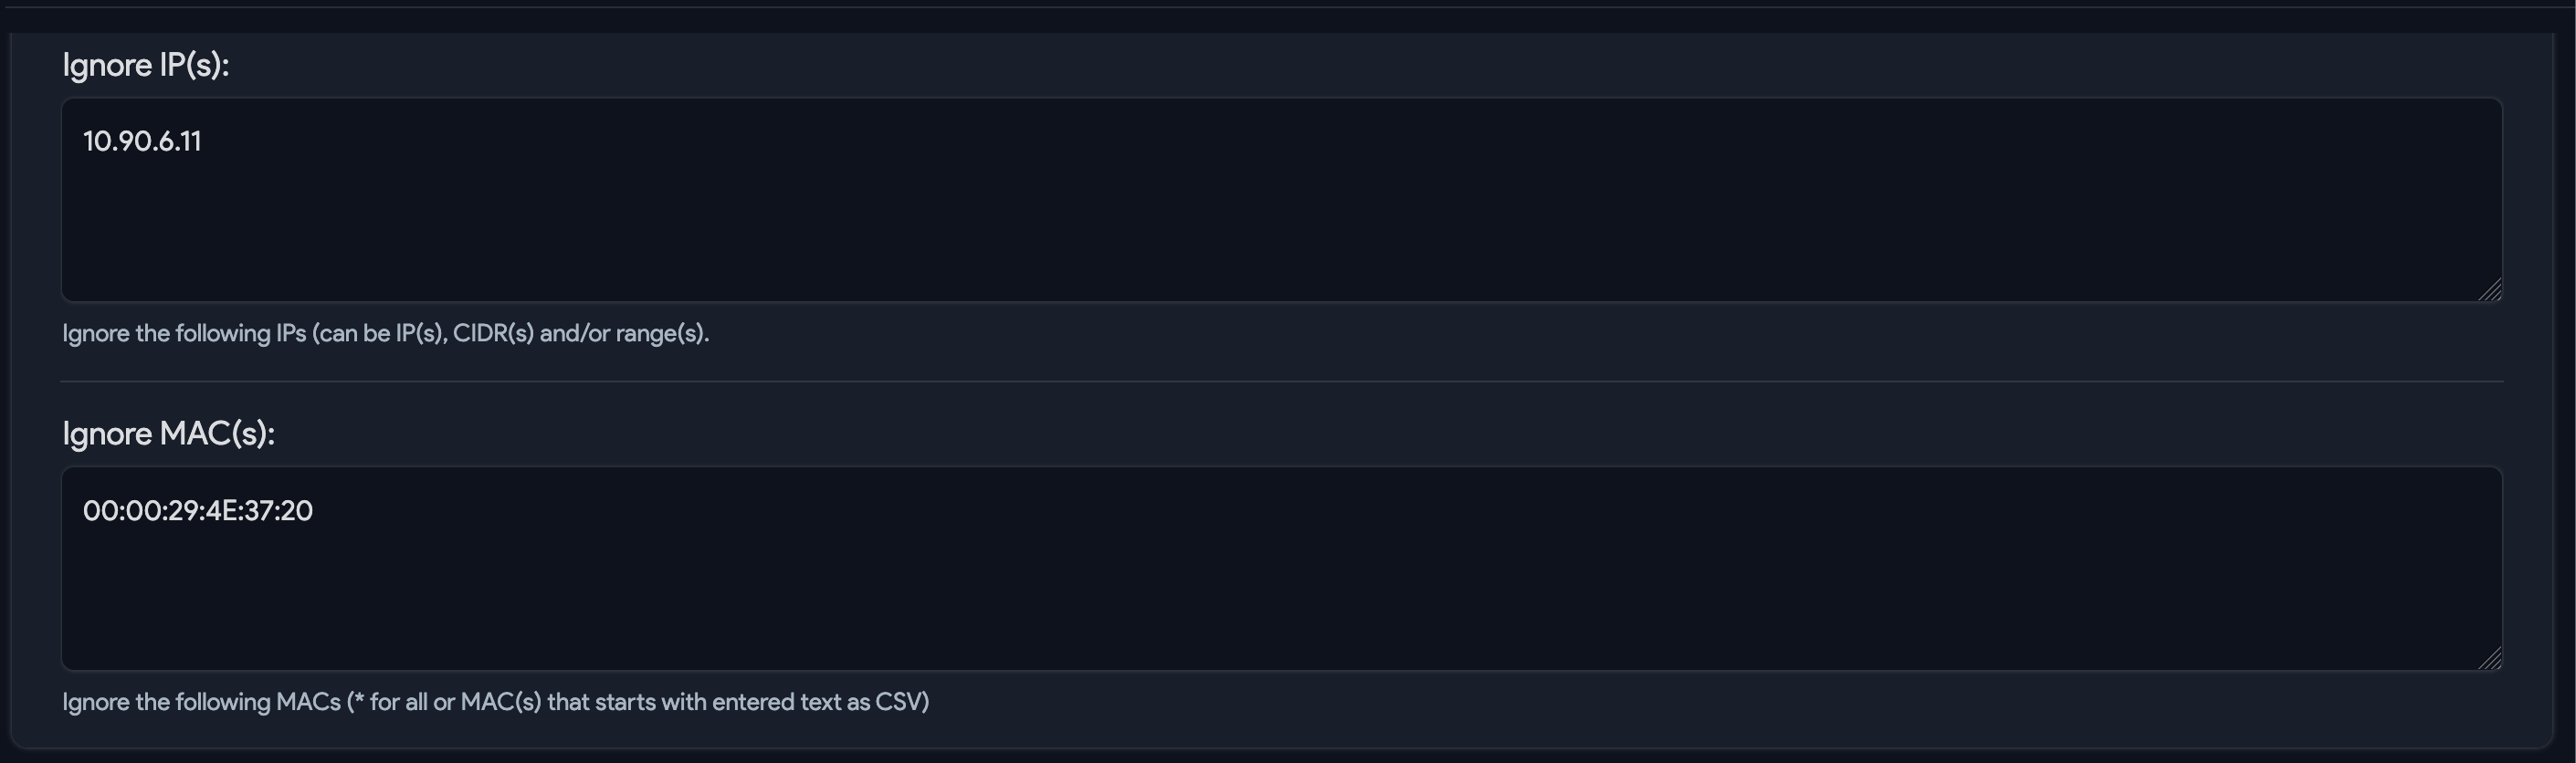 Ignore IP(s):
10.90.6.11
Ignore the following IPs (can be IP(s), CIDR(s) and/or range(s).
Ignore MAC(s):
00:00:29:4E:37:20
Ignore the following MACs (* for all or MAC(s) that starts with entered text as CSV)